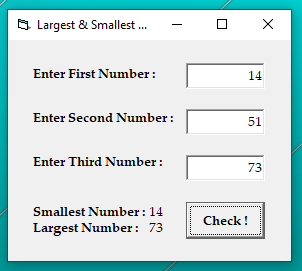 Largest & Smallest ...
Enter First Number : 14
Enter Second Number : 51
Enter Third Number : 73
Smallest Number : 14
Largest Number : 73
Check !